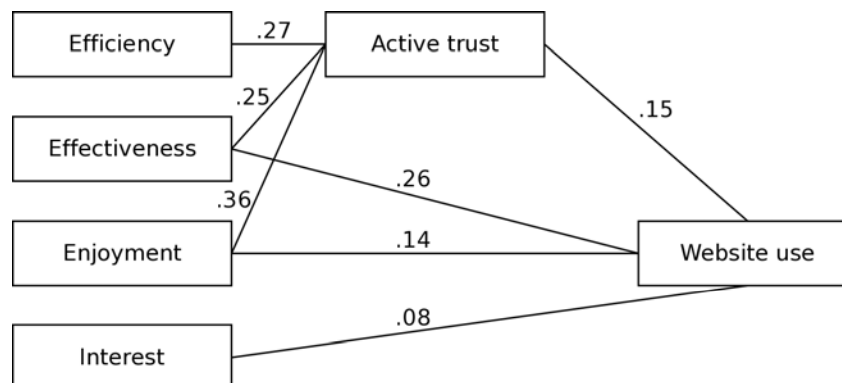 Efficiency
.27
Active trust
.25
.15
Effectiveness
.26
.36
Enjoyment
.14
Website use
.08
Interest